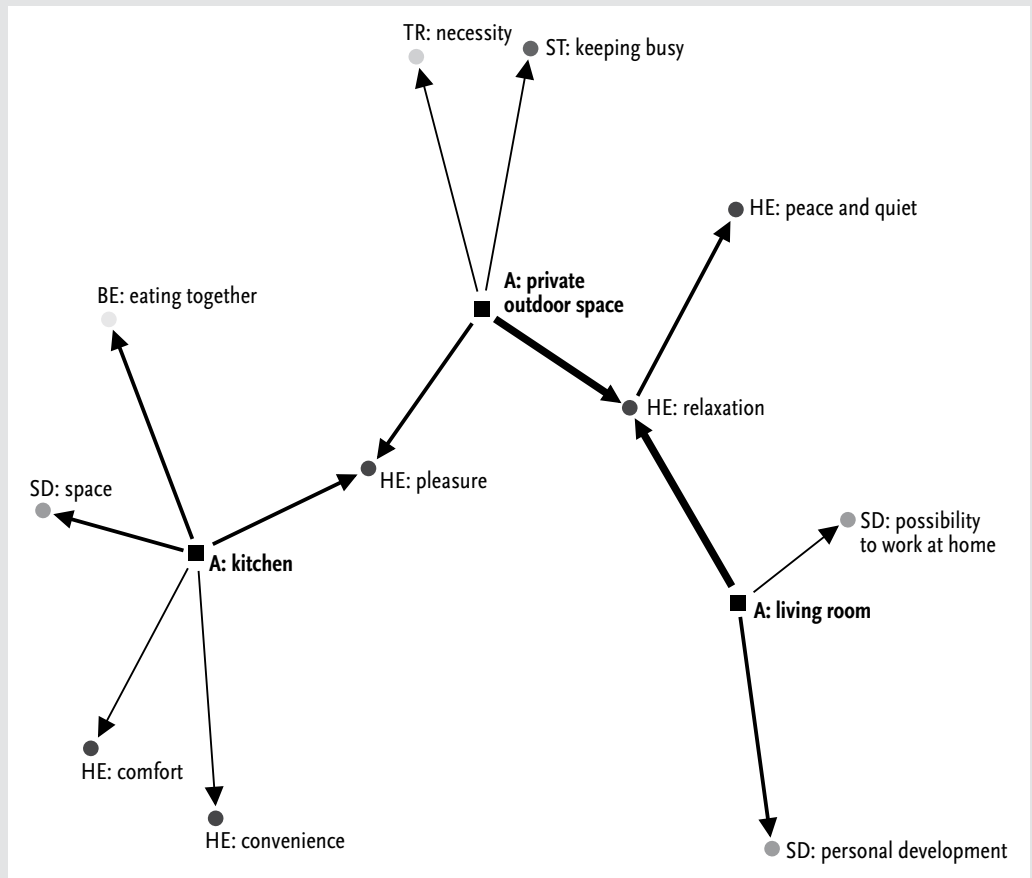 TR: necessity
ST: keeping busy
HE: peace and quiet
A: private
outdoor space
BE: eating together
HE: relaxation
HE: pleasure
SD: space
SD: possibility
to work at home
A: kitchen
A: living room
HE: comfort
HE: convenience
SD: personal development